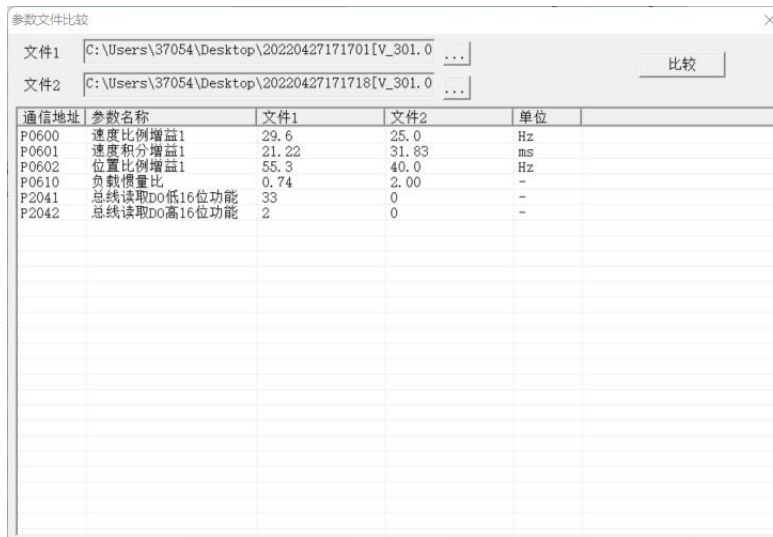 参数文件比较
文件1 C:\Users\37054\Desktop\20220427171701[V_301.0 ...
比较
文件2 C:\Users\37054\Desktop\20220427171718[V_301.0 ...
通信地址 参数名称 文件1 文件2 单位
P0600 速度比例增益1 29.6 25.0 Hz
P0601 速度积分增益1 21.22 31.83 ms
P0602 位置比例增益1 55.3 40.0 Hz
P0610 负载惯量比 0.74 2.00 -
P2041 总线读取DO低16位功能 33 0 -
P2042 总线读取DO高16位功能 2 0 -